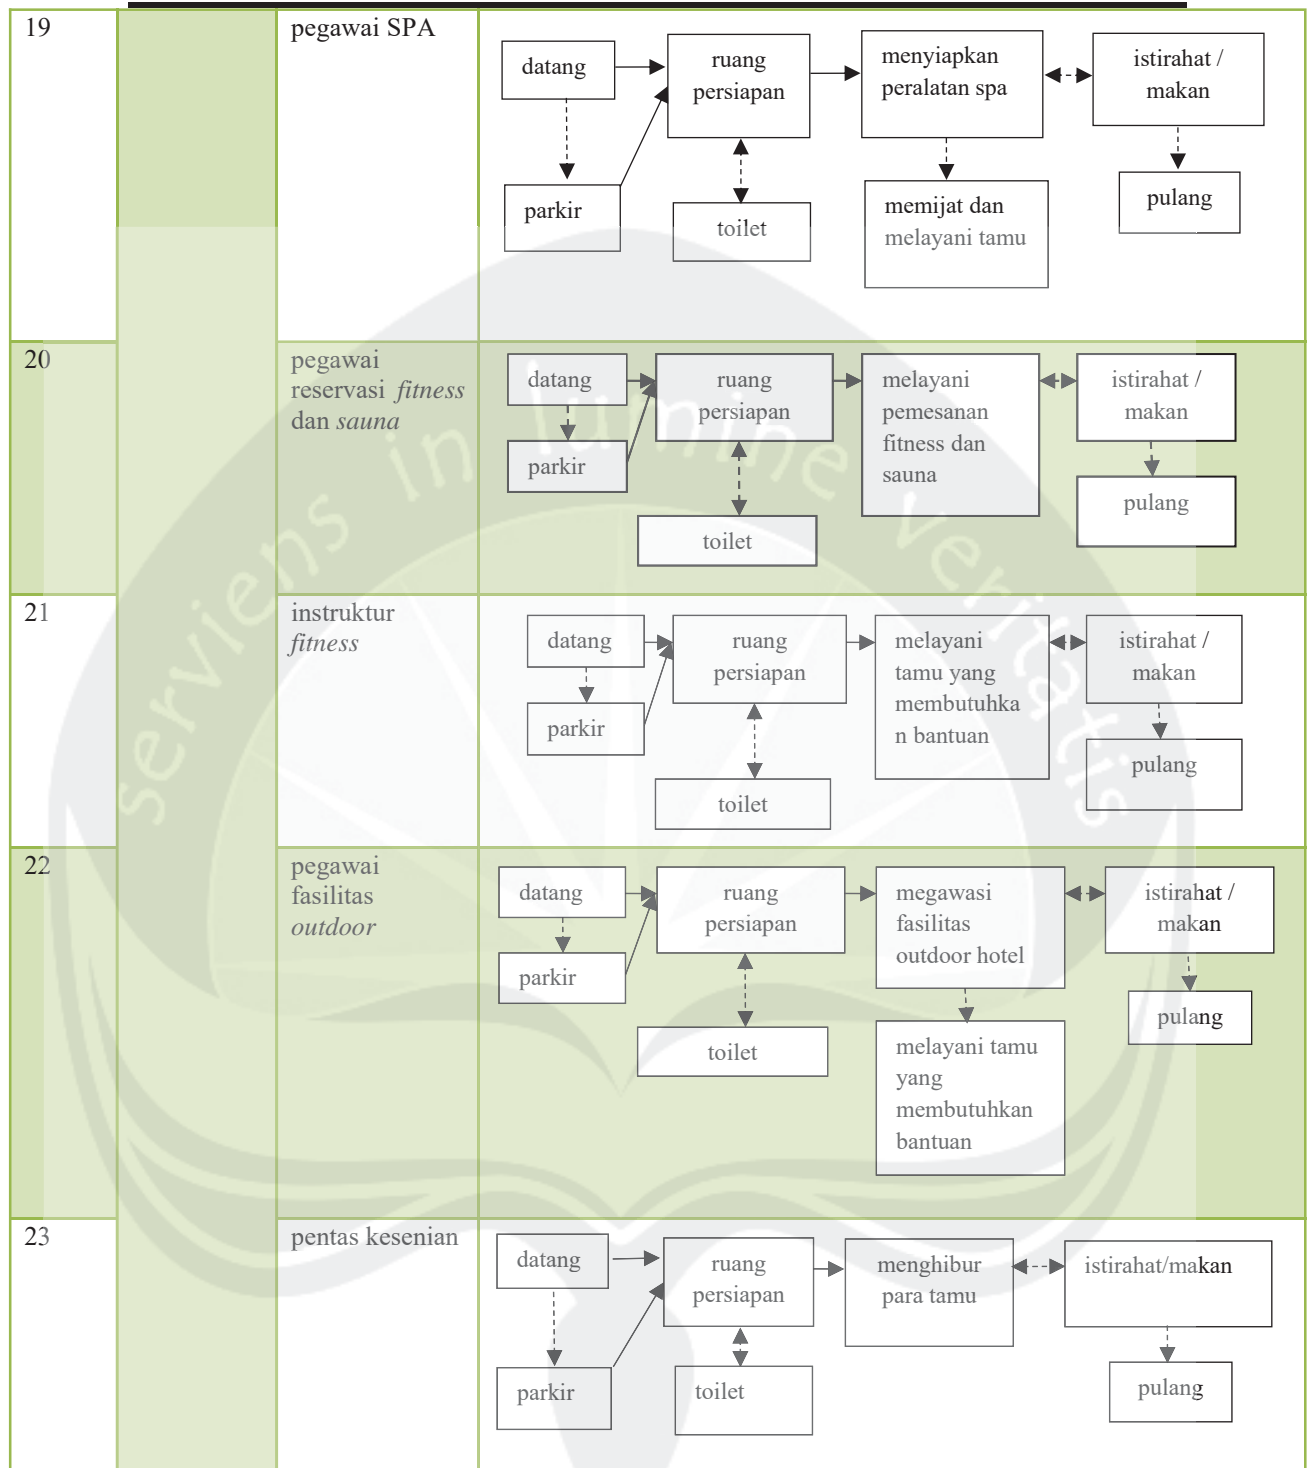 19
pegawai SPA
datang
ruang
persiapan
menyiapkan
peralatan spa
istirahat /
makan
parkir
toilet
memijat dan
melayani tamu
pulang
20
pegawai
reservasi fitness
dan sauna
datang
ruang
persiapan
melayani
pemesanan
fitness dan
sauna
istirahat /
makan
parkir
toilet
pulang
21
instruktur
fitness
datang
ruang
persiapan
melayani
tamu yang
membutuhka
n bantuan
istirahat /
makan
parkir
toilet
pulang
22
pegawai
fasilitas
outdoor
datang
ruang
persiapan
megawasi
fasilitas
outdoor hotel
istirahat /
makan
parkir
toilet
melayani tamu
yang
membutuhkan
bantuan
pulang
23
pentas kesenian
datang
ruang
persiapan
menghibur
para tamu
istirahat/makan
parkir
toilet
pulang
serviens in lumine veritatis